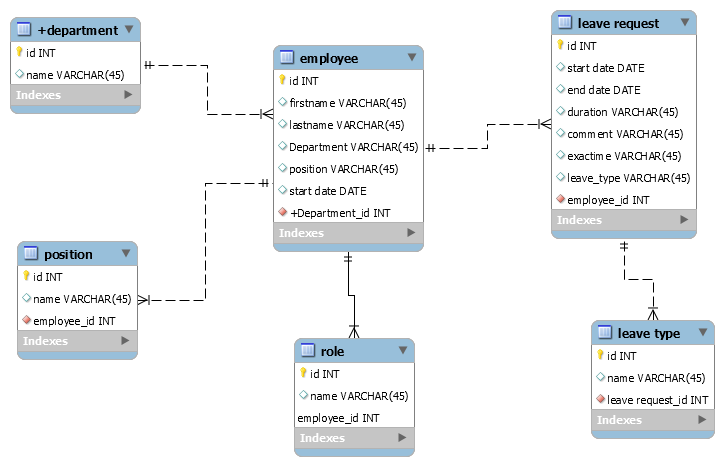 +department
id INT
name VARCHAR(45)
Indexes
employee
id INT
firstname VARCHAR(45)
lastname VARCHAR(45)
Department VARCHAR(45)
position VARCHAR(45)
start date DATE
+Department_id INT
Indexes
leave request
id INT
start date DATE
end date DATE
duration VARCHAR(45)
comment VARCHAR(45)
exactime VARCHAR(45)
leave_type VARCHAR(45)
employee_id INT
Indexes
position
id INT
name VARCHAR(45)
employee_id INT
Indexes
role
id INT
name VARCHAR(45)
employee_id INT
Indexes
leave type
id INT
name VARCHAR(45)
leave request_id INT
Indexes